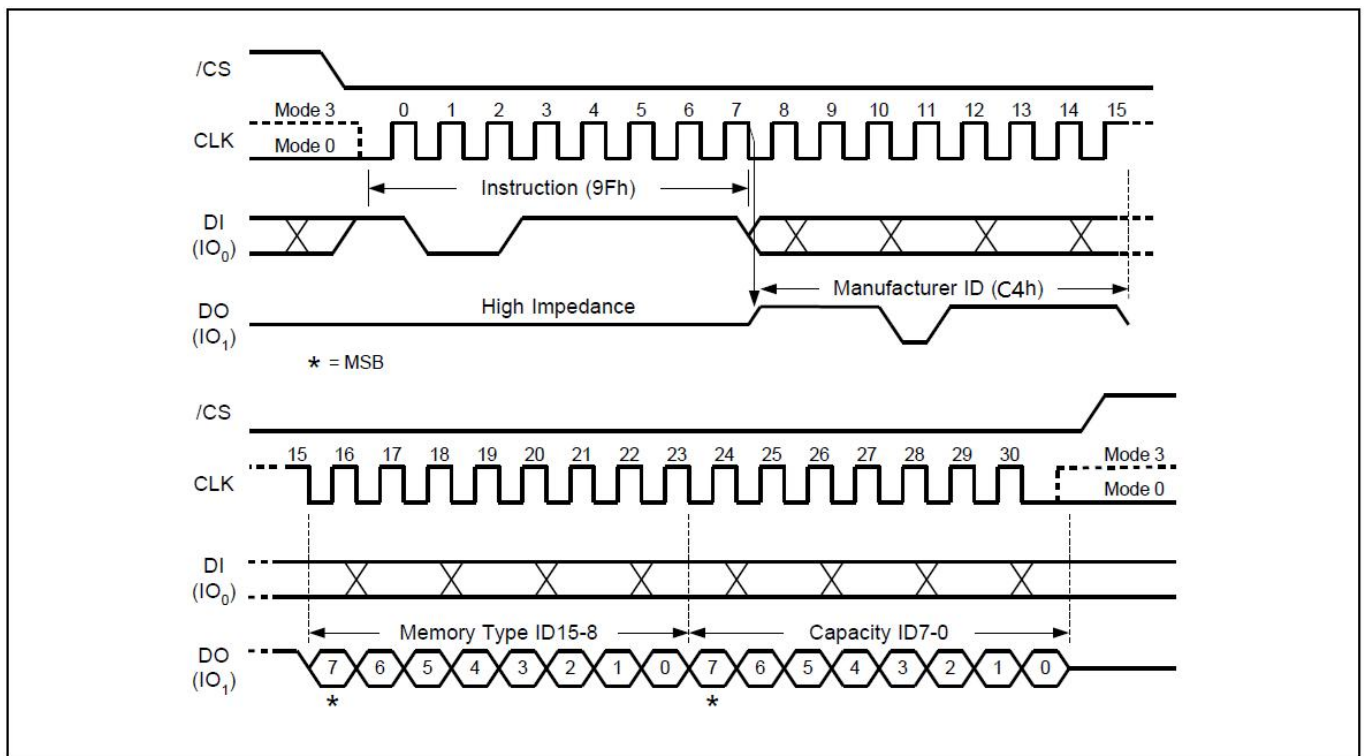 /CS
Mode 3
0 1 2 3 4 5 6 7 8 9 10 11 12 13 14 15
CLK
Mode 0
Instruction (9Fh)
DI
(IO0)
Manufacturer ID (C4h)
High Impedance
DO
(IO1)
* = MSB
/CS
15 16 17 18 19 20 21 22 23 24 25 26 27 28 29 30
Mode 3
CLK
Mode 0
DI
(IO0)
Memory Type ID15-8
Capacity ID7-0
DO
7 6 5 4 3 2 1 0 7 6 5 4 3 2 1 0
(IO1)
* *